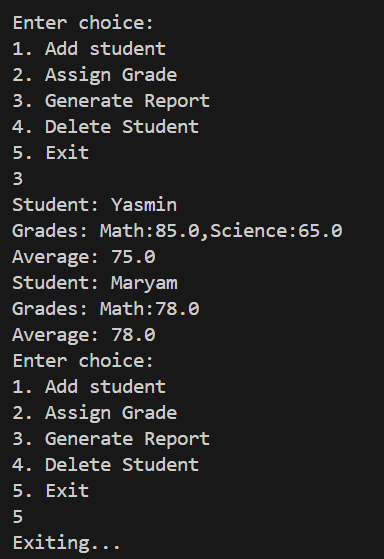 Enter choice:
1. Add student
2. Assign Grade
3. Generate Report
4. Delete Student
5. Exit
3
Student: Yasmin
Grades: Math:85.0,Science:65.0
Average: 75.0
Student: Maryam
Grades: Math:78.0
Average: 78.0
Enter choice:
1. Add student
2. Assign Grade
3. Generate Report
4. Delete Student
5. Exit
5
Exiting...